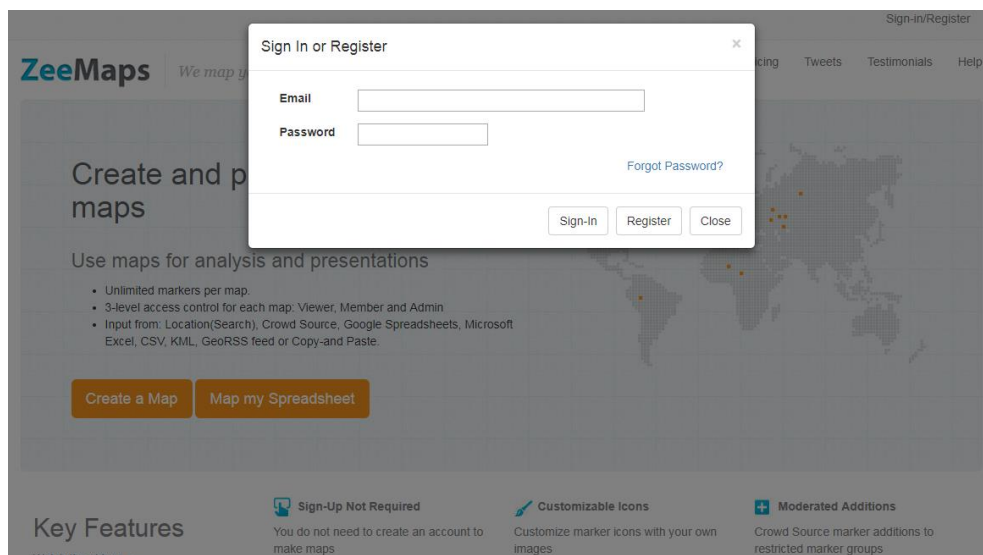 Sign-in/Register
Sign In or Register ×
ZeeMaps We map y
Tweets Testimonials Help
Email
Password
Forgot Password?
Sign-In Register Close
Create and p
maps
Use maps for analysis and presentations
Unlimited markers per map.
3-level access control for each map: Viewer, Member and Admin
Input from: Location(Search), Crowd Source, Google Spreadsheets, Microsoft
Excel, CSV, KML, GeoRSS feed or Copy-and Paste.
Create a Map Map my Spreadsheet
Key Features
Sign-Up Not Required
You do not need to create an account to
make maps
Customizable Icons
Customize marker icons with your own
images
Moderated Additions
Crowd Source marker additions to
restricted marker groups